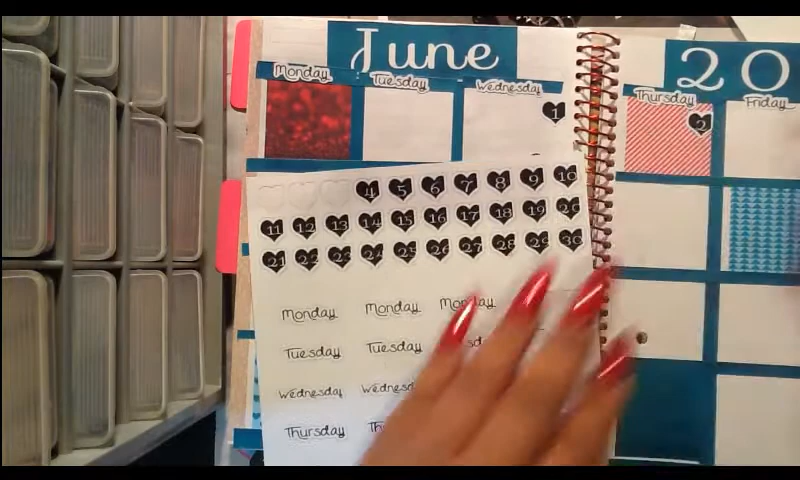 June 20
Monday Tuesday Wednesday Thursday Friday
1 2
4 5 6 7 8 9 10
11 12 13 14 15 16 17 18 19 20
21 22 23 24 25 26 27 28 29 30
Monday Monday Monday
Tuesday Tuesday
Wednesday
Thursday